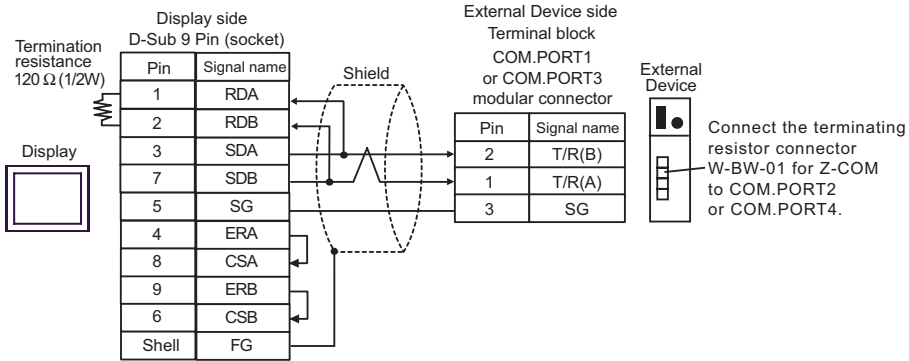 Display side
D-Sub 9 Pin (socket)
Termination
resistance
120 Ω (1/2W)
Pin Signal name
1 RDA
2 RDB
3 SDA
7 SDB
5 SG
4 ERA
8 CSA
9 ERB
6 CSB
Shell FG
Display
Shield
External Device side
Terminal block
COM.PORT1
or COM.PORT3
modular connector
Pin Signal name
2 T/R(B)
1 T/R(A)
3 SG
External
Device
Connect the terminating
resistor connector
W-BW-01 for Z-COM
to COM.PORT2
or COM.PORT4.